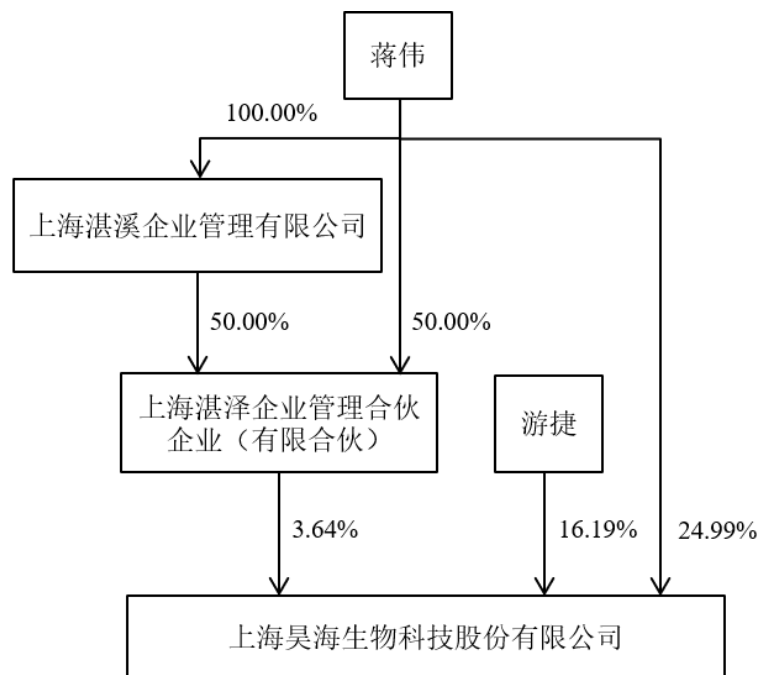 蒋伟
100.00%
上海湛溪企业管理有限公司
50.00%
50.00%
上海湛泽企业管理合伙
企业（有限合伙）
游捷
3.64%
16.19%
24.99%
上海昊海生物科技股份有限公司